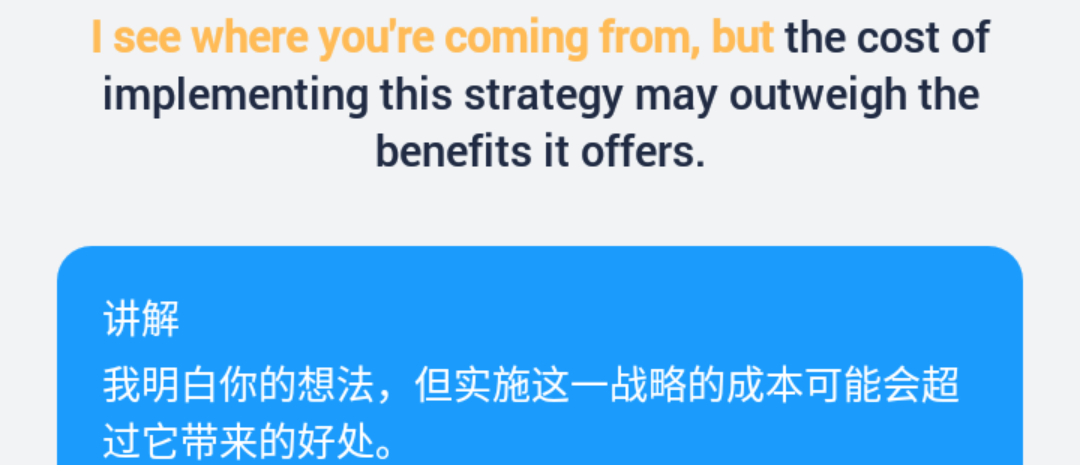 I see where you're coming from, but the cost of
implementing this strategy may outweigh the
benefits it offers.
讲解
我明白你的想法，但实施这一战略的成本可能会超
过它带来的好处。